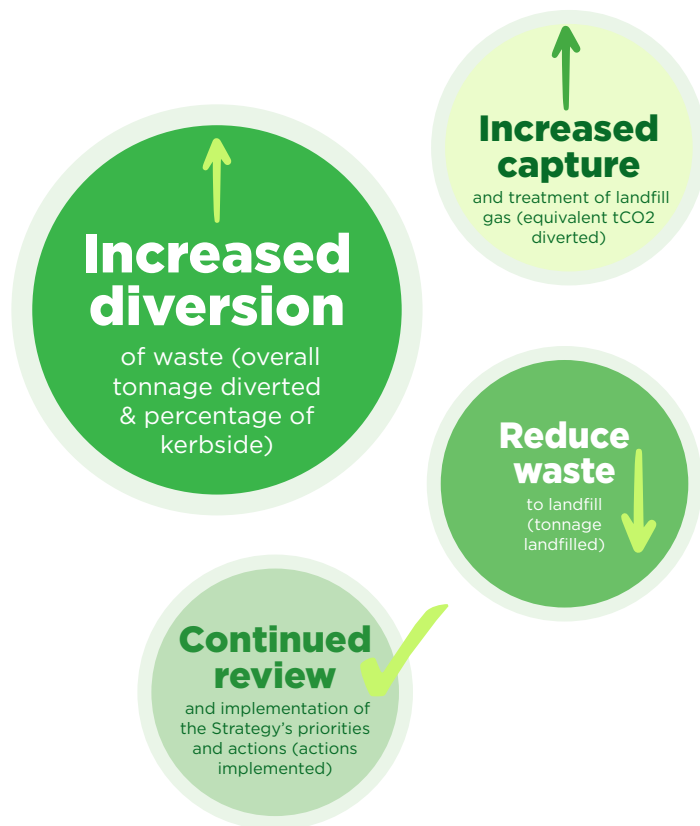 Increased
capture
and treatment of landfill
gas (equivalent tCO2
diverted)
Increased
diversion
of waste (overall
tonnage diverted
& percentage of
kerbside)
Reduce
waste
to landfill
(tonnage
landfilled)
Continued
review
and implementation of
the Strategy’s priorities
and actions (actions
implemented)